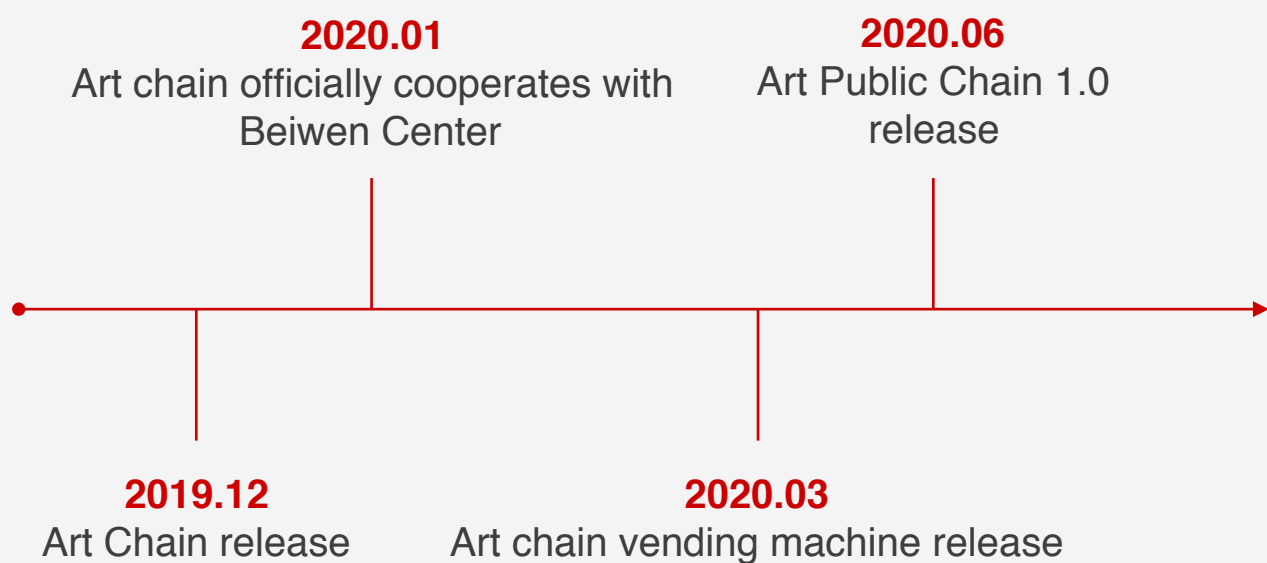 2020.01
Art chain officially cooperates with
Beiwen Center
2020.06
Art Public Chain 1.0
release
2019.12
Art Chain release
2020.03
Art chain vending machine release